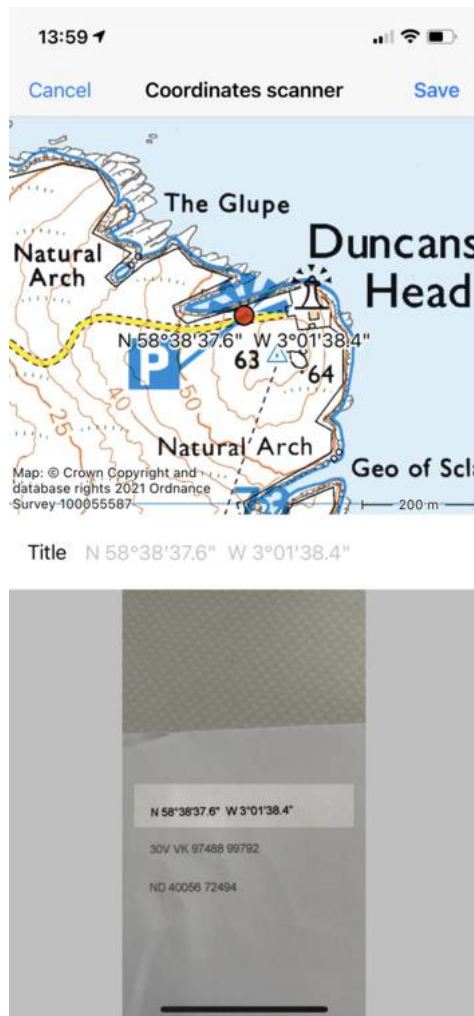 13:59
Cancel Coordinates scanner Save
The Glupe
Duncans
Head
Natural
Arch
N 58°38'37.6" W 3°01'38.4"
P
63
64
25
40
50
Natural Arch
Geo of Scla
Map: © Crown Copyright and
database rights 2021 Ordnance
Survey 100055587
200 m
Title N 58°38'37.6" W 3°01'38.4"
N 58°38'37.6" W 3°01'38.4"
30V VK 97488 99792
ND 40056 72494